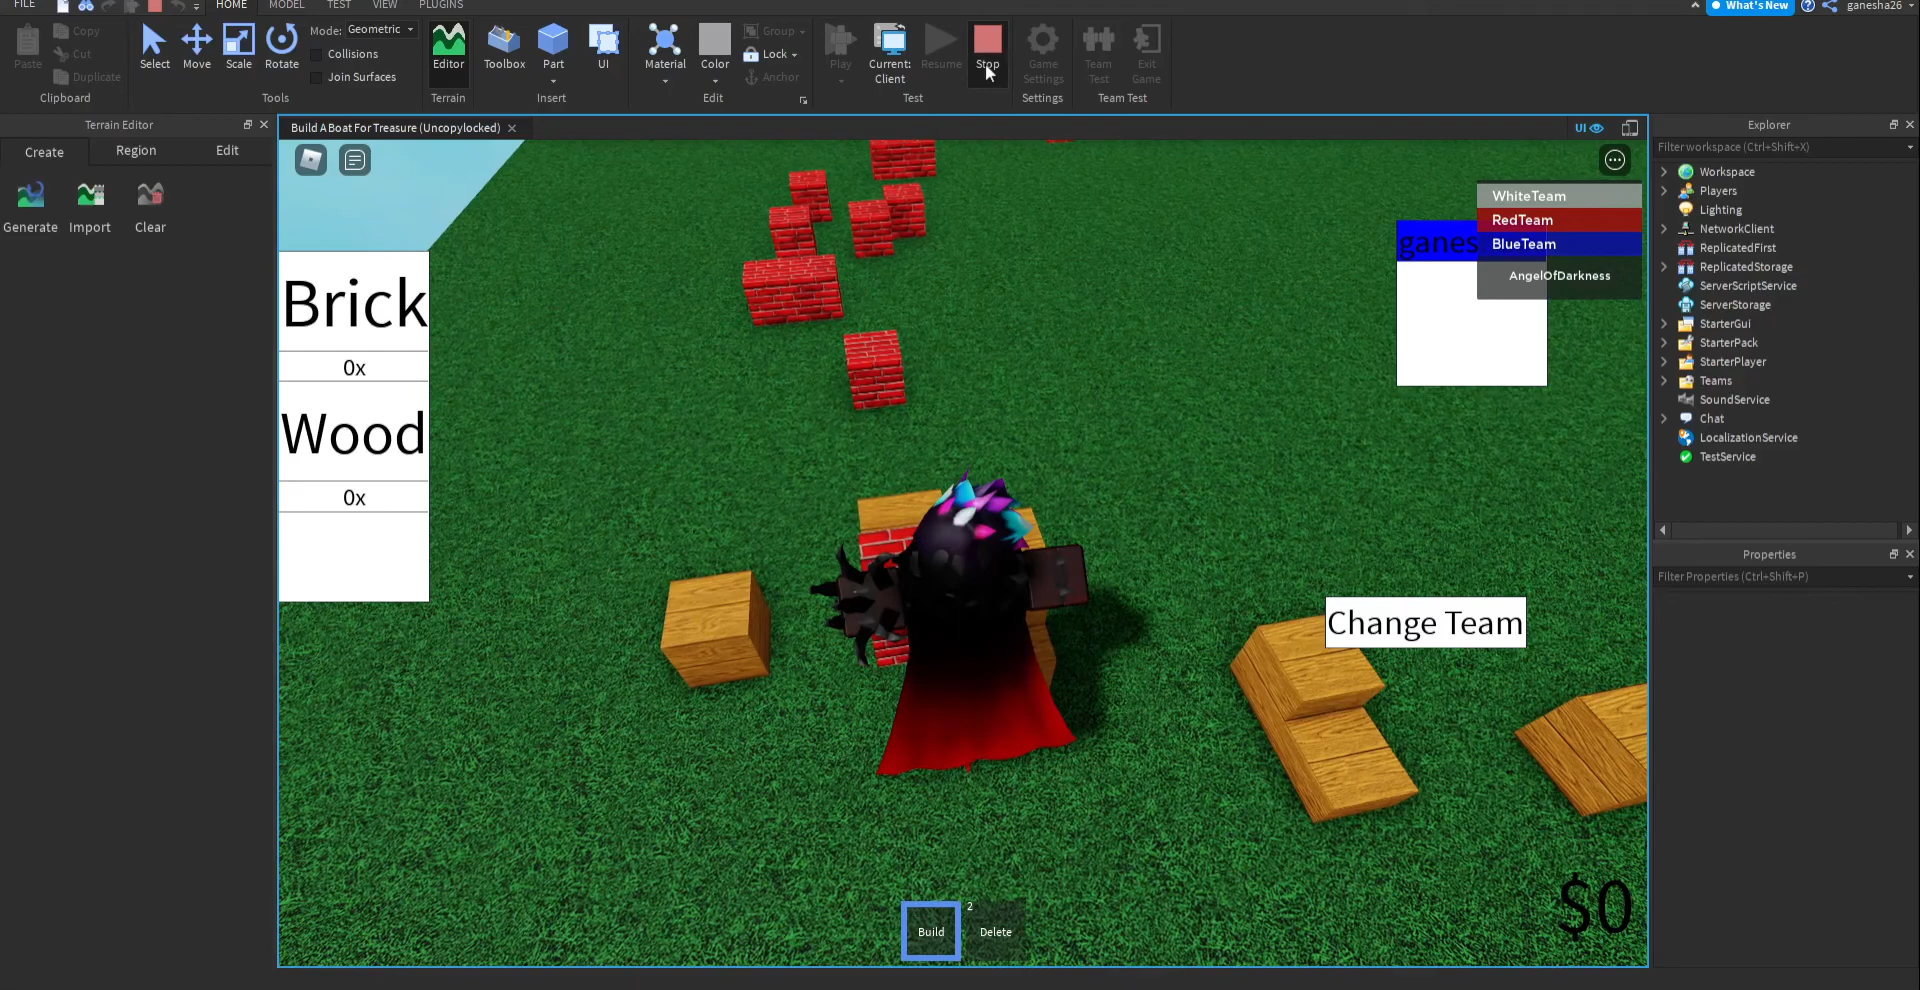 FILE
HOME
MODEL
TEST
VIEW
PLUGINS
What's New
ganesha26
Paste
Copy
Cut
Duplicate
Clipboard
Select
Move
Scale
Rotate
Mode: Geometric
Collisions
Join Surfaces
Tools
Editor
Terrain
Toolbox
Part
UI
Insert
Material
Color
Group
Lock
Anchor
Edit
Play
Current:
Client
Resume
Stop
Test
Game
Settings
Settings
Team
Test
Exit
Game
Team Test
Terrain Editor
Create
Region
Edit
Generate
Import
Clear
Build A Boat For Treasure (Uncopylocked)
UI
Brick
0x
Wood
0x
WhiteTeam
RedTeam
BlueTeam
AngelOfDarkness
ganes
Change Team
$0
Build
2
Delete
Explorer
Filter workspace (Ctrl+Shift+X)
Workspace
Players
Lighting
NetworkClient
ReplicatedFirst
ReplicatedStorage
ServerScriptService
ServerStorage
StarterGui
StarterPack
StarterPlayer
Teams
SoundService
Chat
LocalizationService
TestService
Properties
Filter Properties (Ctrl+Shift+P)